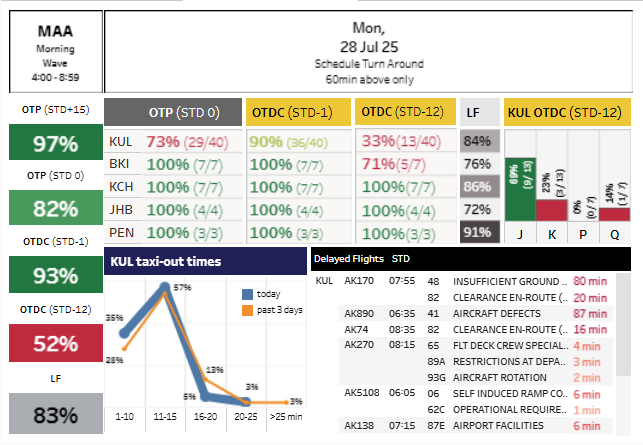 MAA
Morning
Wave
4:00 - 8:59
Mon,
28 Jul 25
Schedule Turn Around
60min above only
OTP (STD+15)
97%
OTP (STD 0)
82%
OTDC (STD-1)
93%
OTDC (STD-12)
52%
LF
83%
OTP (STD 0) OTDC (STD-1) OTDC (STD-12) LF
KUL 73% (29/40) 90% (36/40) 33%(13/40) 84%
BKI 100% (7/7) 100% (7/7) 71%(5/7) 76%
KCH 100% (7/7) 100% (7/7) 100%(7/7) 86%
JHB 100% (4/4) 100% (4/4) 100%(4/4) 72%
PEN 100% (3/3) 100% (3/3) 100%(3/3) 91%
KUL OTDC (STD-12)
69% (9/ 13)
23% (3/ 13)
0% (0/ 7)
14% (1/ 7)
J K P Q
KUL taxi-out times
today
past 3 days
35%
28%
57%
5%
13%
3%
3%
1-10 11-15 16-20 20-25 >25 min
Delayed Flights STD
KUL AK170 07:55 48 INSUFFICIENT GROUND .. 80 min
82 CLEARANCE EN-ROUTE (.. 20 min
AK890 06:35 41 AIRCRAFT DEFECTS 87 min
AK74 08:35 82 CLEARANCE EN-ROUTE (.. 16 min
AK270 08:15 65 FLT DECK CREW SPECIAL.. 4 min
89A RESTRICTIONS AT DEPA.. 3 min
93G AIRCRAFT ROTATION 2 min
AK5108 06:05 06 SELF INDUCED RAMP CO.. 6 min
62C OPERATIONAL REQUIRE.. 1 min
AK138 07:15 87E AIRPORT FACILITIES 6 min